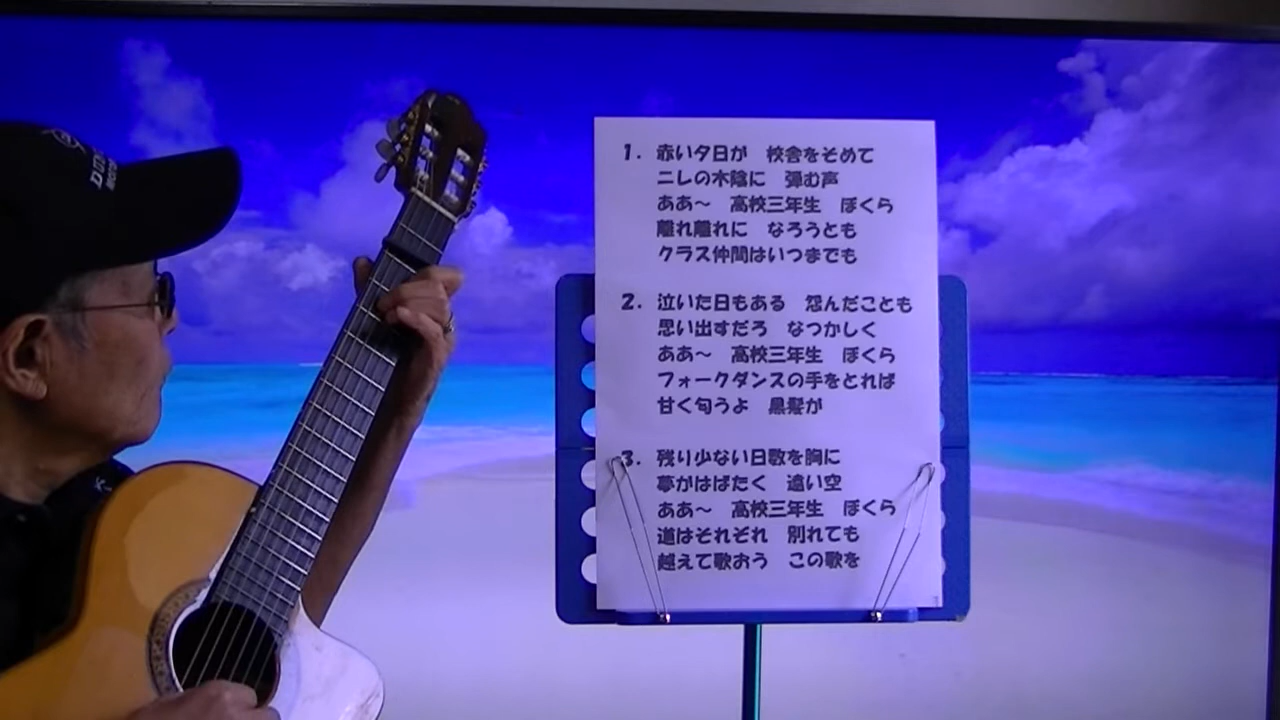 1. 赤い夕日が 校舎をそめて
ニレの木陰に 弾む声
ああ～ 高校三年生 ぼくら
離れ離れに なろうとも
クラス仲間はいつまでも
2. 泣いた日もある 怨んだことも
思い出すだろ なつかしく
ああ～ 高校三年生 ぼくら
フォークダンスの手をとれば
甘く匂うよ 黒髪が
3. 残り少ない日数を胸に
夢がはばたく 遠い空
ああ～ 高校三年生 ぼくら
道はそれぞれ 別れても
越えて歌おう この歌を